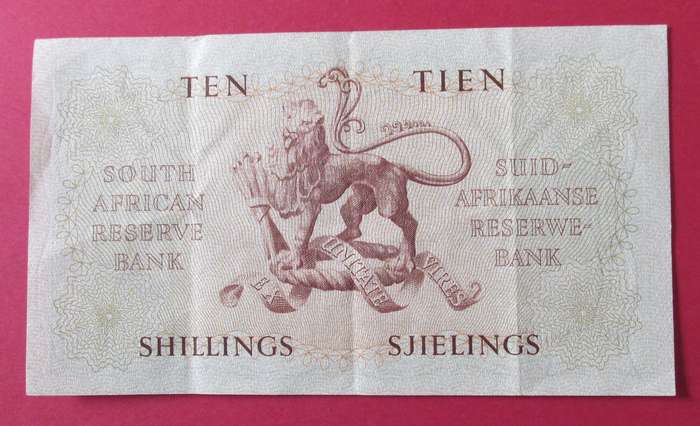 TEN TIEN
SOUTH
AFRICAN
RESERVE
BANK
SUID-
AFRIKAANSE
RESERWE-
BANK
EX UNITATE VIRES
SHILLINGS SJIELINGS